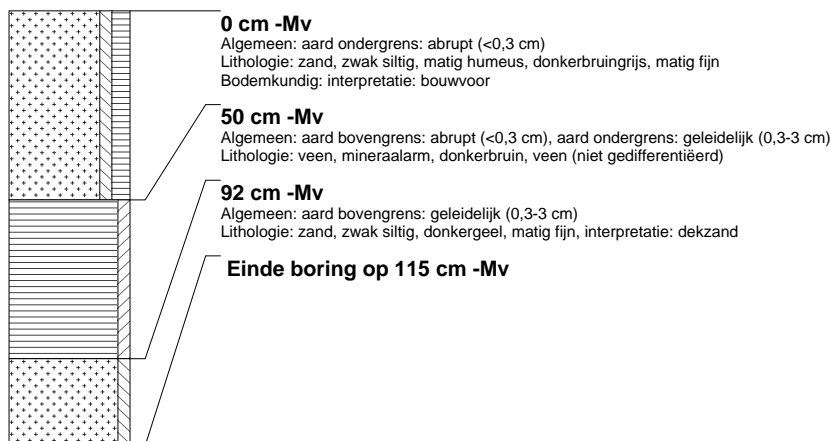 0 cm -Mv
Algemeen: aard ondergrens: abrupt (<0,3 cm)
Lithologie: zand, zwak siltig, matig humeus, donkerbruingrijs, matig fijn
Bodemkundig: interpretatie: bouwvoor
50 cm -Mv
Algemeen: aard bovengrens: abrupt (<0,3 cm), aard ondergrens: geleidelijk (0,3-3 cm)
Lithologie: veen, mineraalarm, donkerbruin, veen (niet gedifferentiëerd)
92 cm -Mv
Algemeen: aard bovengrens: geleidelijk (0,3-3 cm)
Lithologie: zand, zwak siltig, donkergeel, matig fijn, interpretatie: dekzand
Einde boring op 115 cm -Mv